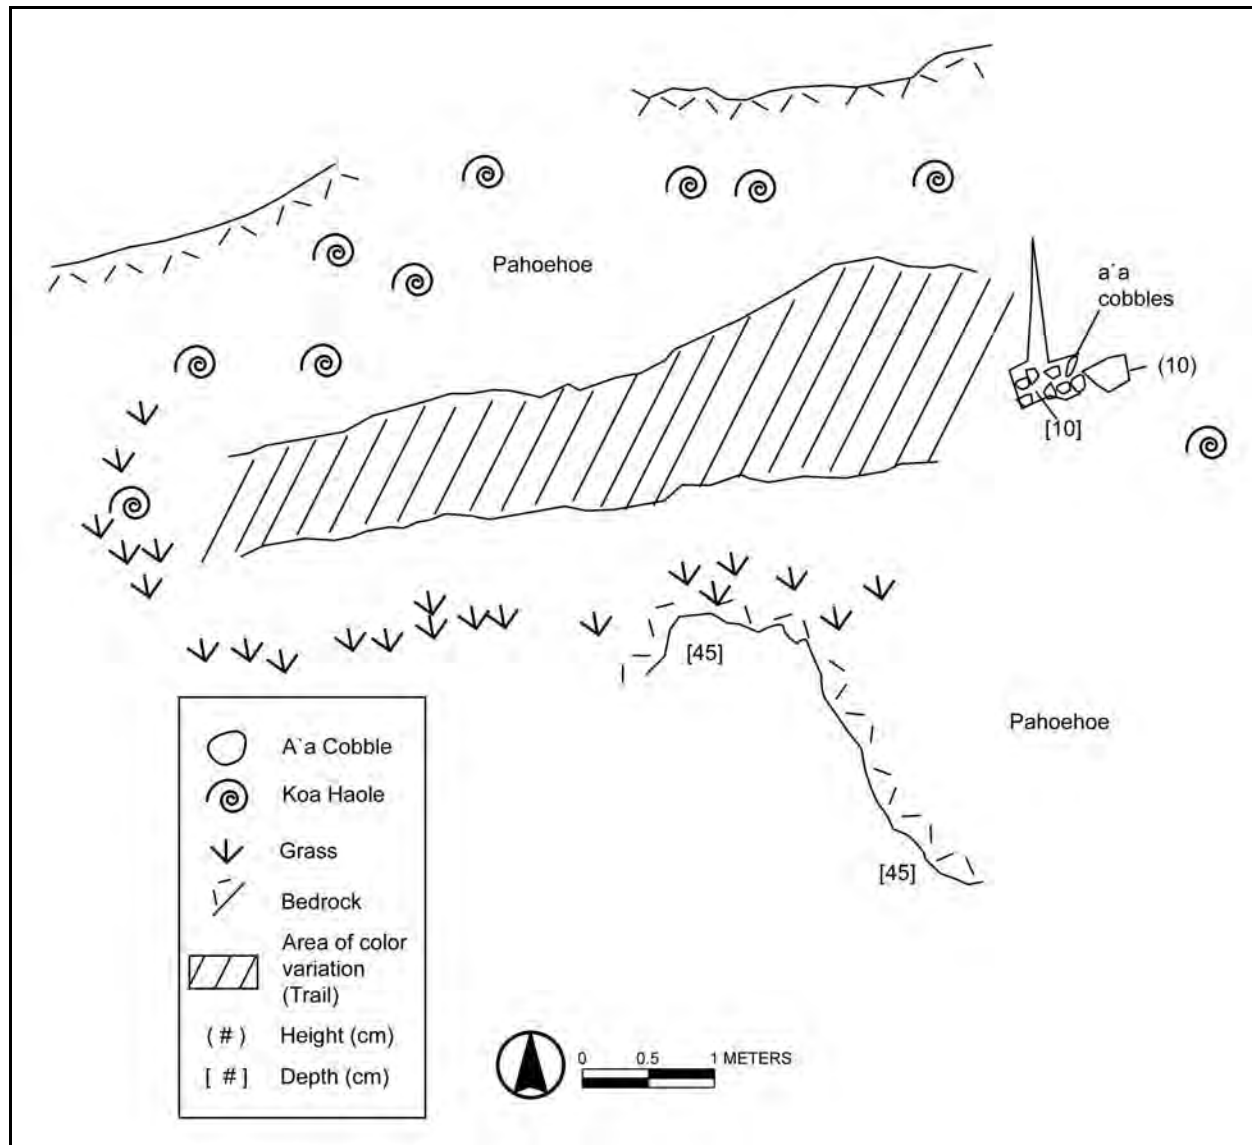 Pahoehoe
a`a
cobbles
(10)
[10]
[45]
Pahoehoe
[45]
A`a Cobble
Koa Haole
Grass
Bedrock
Area of color
variation
(Trail)
(#) Height (cm)
[ #] Depth (cm)
0 0.5 1 METERS